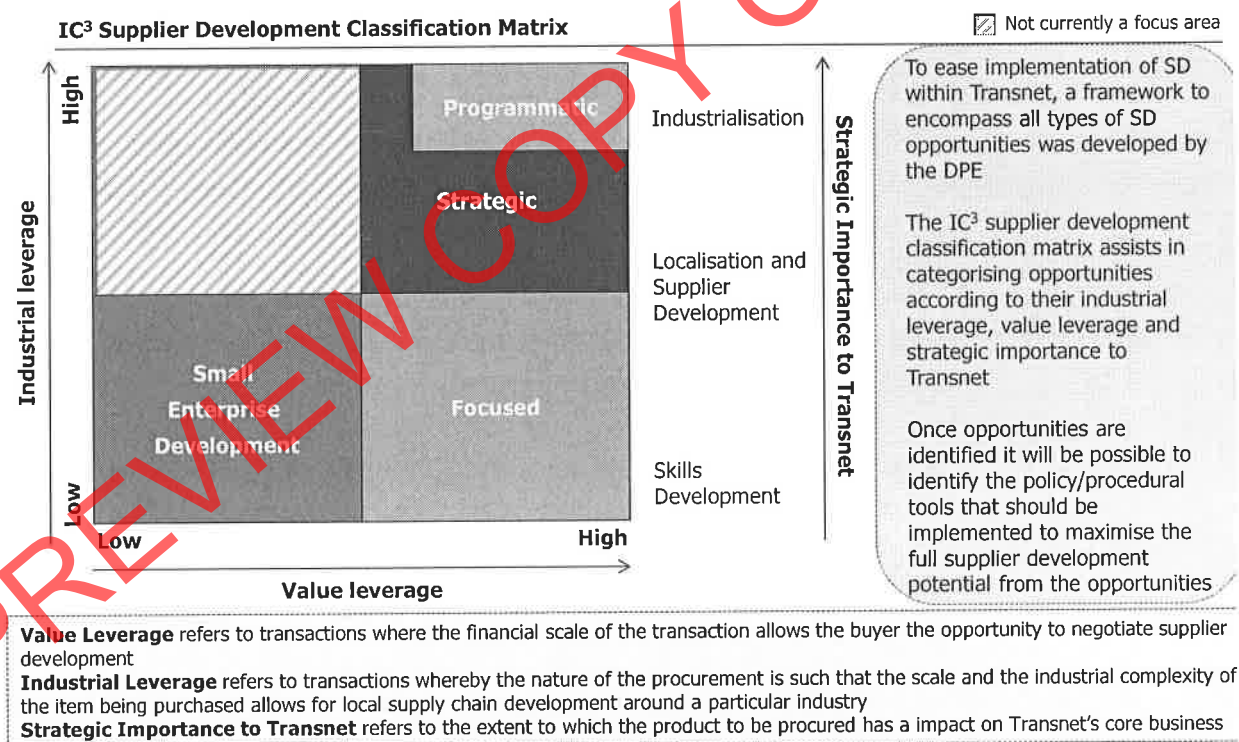 IC³ Supplier Development Classification Matrix
Not currently a focus area
High
Industrial leverage
Low
Programmatic
Strategic
Small
Enterprise
Development
Focused
Low
High
Value leverage
Industrialisation
Localisation and
Supplier
Development
Skills
Development
Strategic Importance to Transnet
To ease implementation of SD
within Transnet, a framework to
encompass all types of SD
opportunities was developed by
the DPE
The IC³ supplier development
classification matrix assists in
categorising opportunities
according to their industrial
leverage, value leverage and
strategic importance to
Transnet
Once opportunities are
identified it will be possible to
identify the policy/procedural
tools that should be
implemented to maximise the
full supplier development
potential from the opportunities
Value Leverage refers to transactions where the financial scale of the transaction allows the buyer the opportunity to negotiate supplier
development
Industrial Leverage refers to transactions whereby the nature of the procurement is such that the scale and the industrial complexity of
the item being purchased allows for local supply chain development around a particular industry
Strategic Importance to Transnet refers to the extent to which the product to be procured has a impact on Transnet's core business
PREVIEW COPY